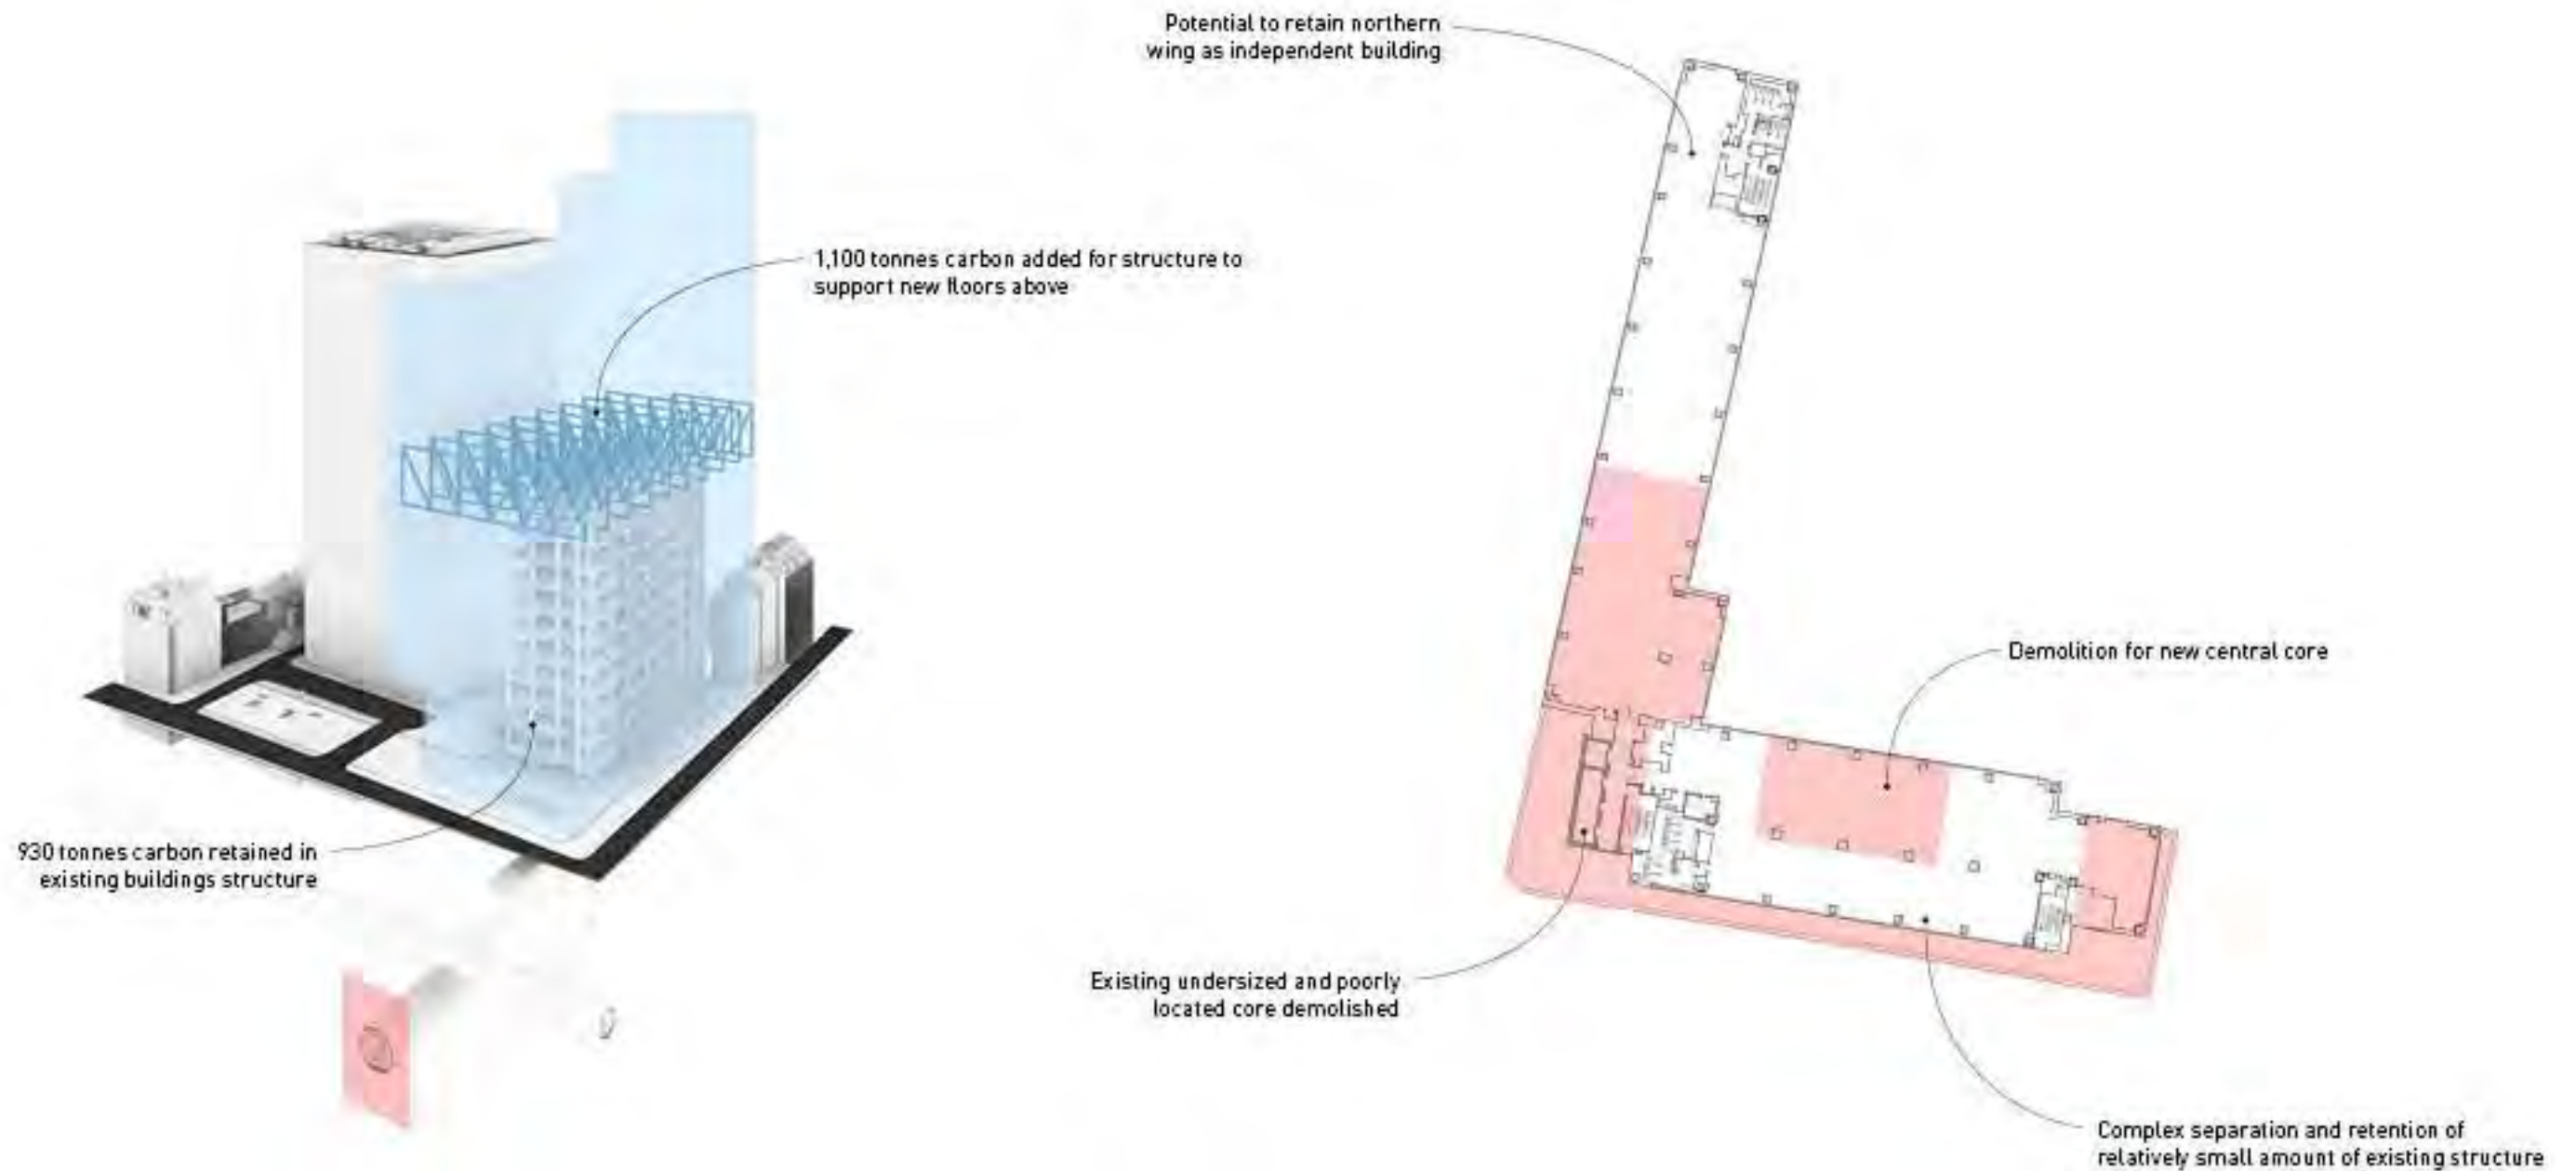 Potential to retain northern
wing as independent building
1,100 tonnes carbon added for structure to
support new floors above
Demolition for new central core
930 tonnes carbon retained in
existing buildings structure
Existing undersized and poorly
located core demolished
Complex separation and retention of
relatively small amount of existing structure